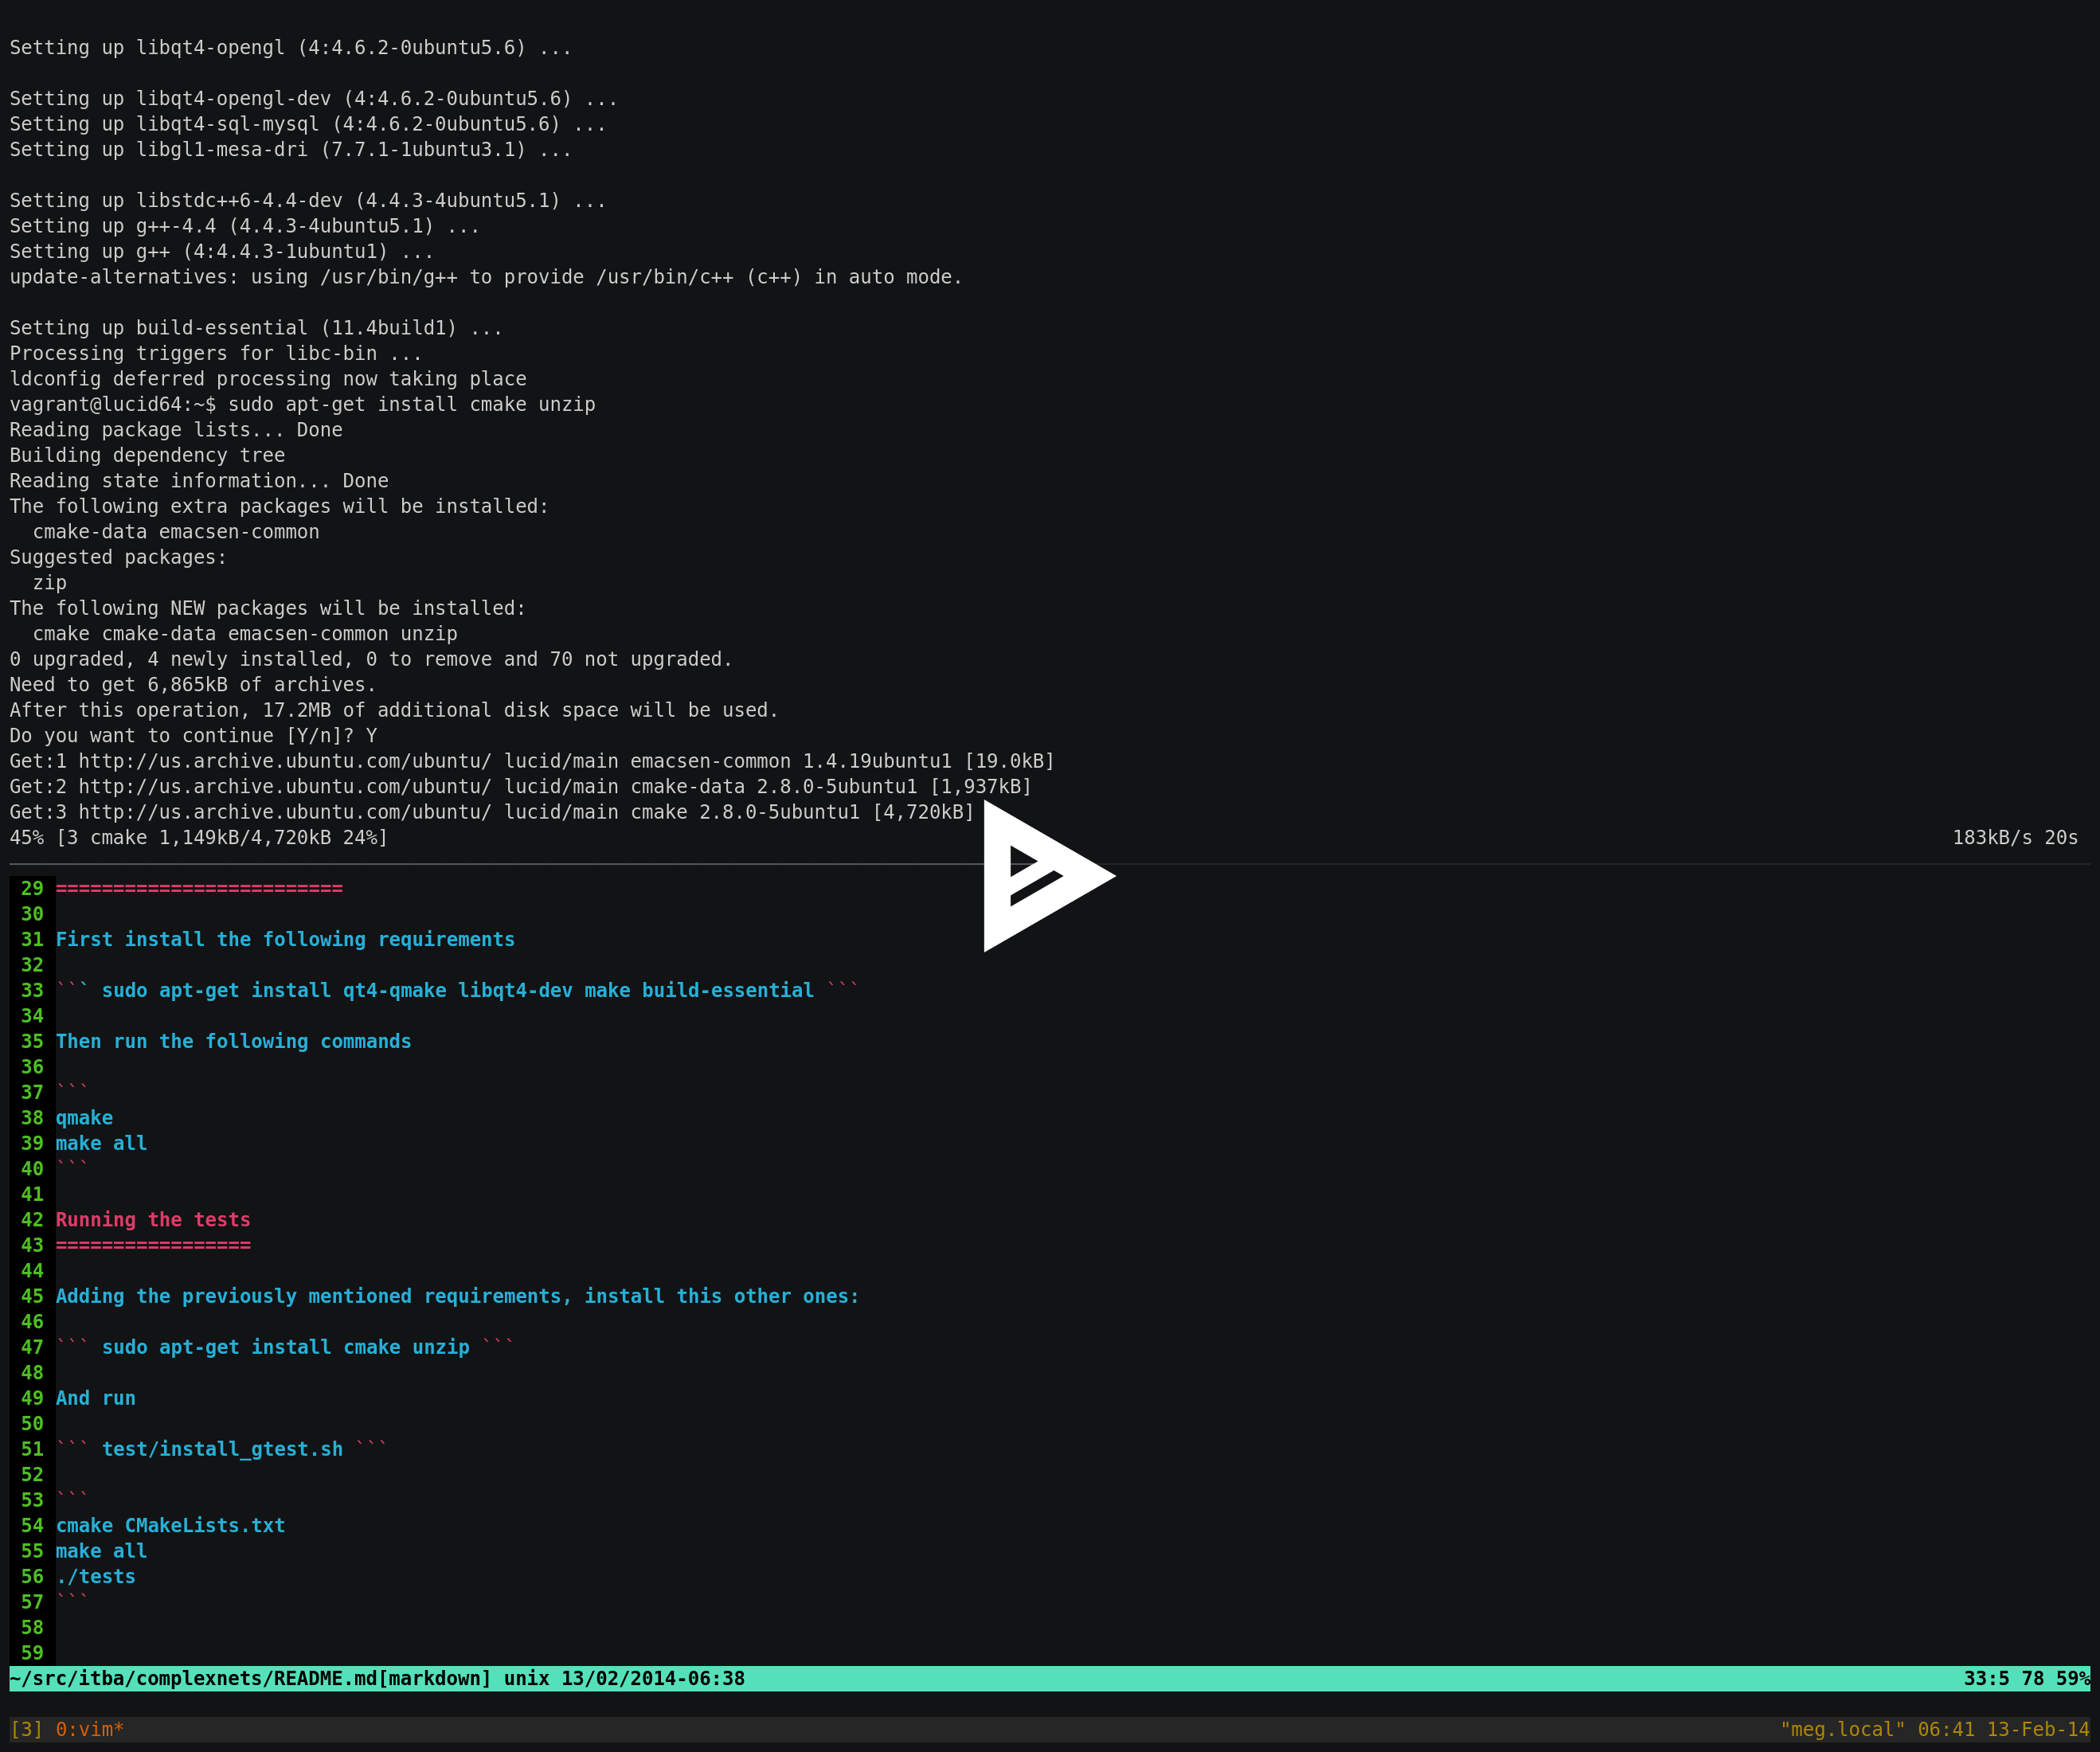 Setting up libqt4-opengl (4:4.6.2-0ubuntu5.6) ...
Setting up libqt4-opengl-dev (4:4.6.2-0ubuntu5.6) ...
Setting up libqt4-sql-mysql (4:4.6.2-0ubuntu5.6) ...
Setting up libgl1-mesa-dri (7.7.1-1ubuntu3.1) ...
Setting up libstdc++6-4.4-dev (4.4.3-4ubuntu5.1) ...
Setting up g++-4.4 (4.4.3-4ubuntu5.1) ...
Setting up g++ (4:4.4.3-1ubuntu1) ...
update-alternatives: using /usr/bin/g++ to provide /usr/bin/c++ (c++) in auto mode.
Setting up build-essential (11.4build1) ...
Processing triggers for libc-bin ...
ldconfig deferred processing now taking place
vagrant@lucid64:~$ sudo apt-get install cmake unzip
Reading package lists... Done
Building dependency tree
Reading state information... Done
The following extra packages will be installed:
  cmake-data emacsen-common
Suggested packages:
  zip
The following NEW packages will be installed:
  cmake cmake-data emacsen-common unzip
0 upgraded, 4 newly installed, 0 to remove and 70 not upgraded.
Need to get 6,865kB of archives.
After this operation, 17.2MB of additional disk space will be used.
Do you want to continue [Y/n]? Y
Get:1 http://us.archive.ubuntu.com/ubuntu/ lucid/main emacsen-common 1.4.19ubuntu1 [19.0kB]
Get:2 http://us.archive.ubuntu.com/ubuntu/ lucid/main cmake-data 2.8.0-5ubuntu1 [1,937kB]
Get:3 http://us.archive.ubuntu.com/ubuntu/ lucid/main cmake 2.8.0-5ubuntu1 [4,720kB]
45% [3 cmake 1,149kB/4,720kB 24%] 183kB/s 20s
29 =========================
30
31 First install the following requirements
32
33 ``` sudo apt-get install qt4-qmake libqt4-dev make build-essential ```
34
35 Then run the following commands
36
37 ```
38 qmake
39 make all
40 ```
41
42 Running the tests
43 =================
44
45 Adding the previously mentioned requirements, install this other ones:
46
47 ``` sudo apt-get install cmake unzip ```
48
49 And run
50
51 ``` test/install_gtest.sh ```
52
53 ```
54 cmake CMakeLists.txt
55 make all
56 ./tests
57 ```
58
59
~/src/itba/complexnets/README.md[markdown] unix 13/02/2014-06:38 33:5 78 59%
[3] 0:vim* "meg.local" 06:41 13-Feb-14